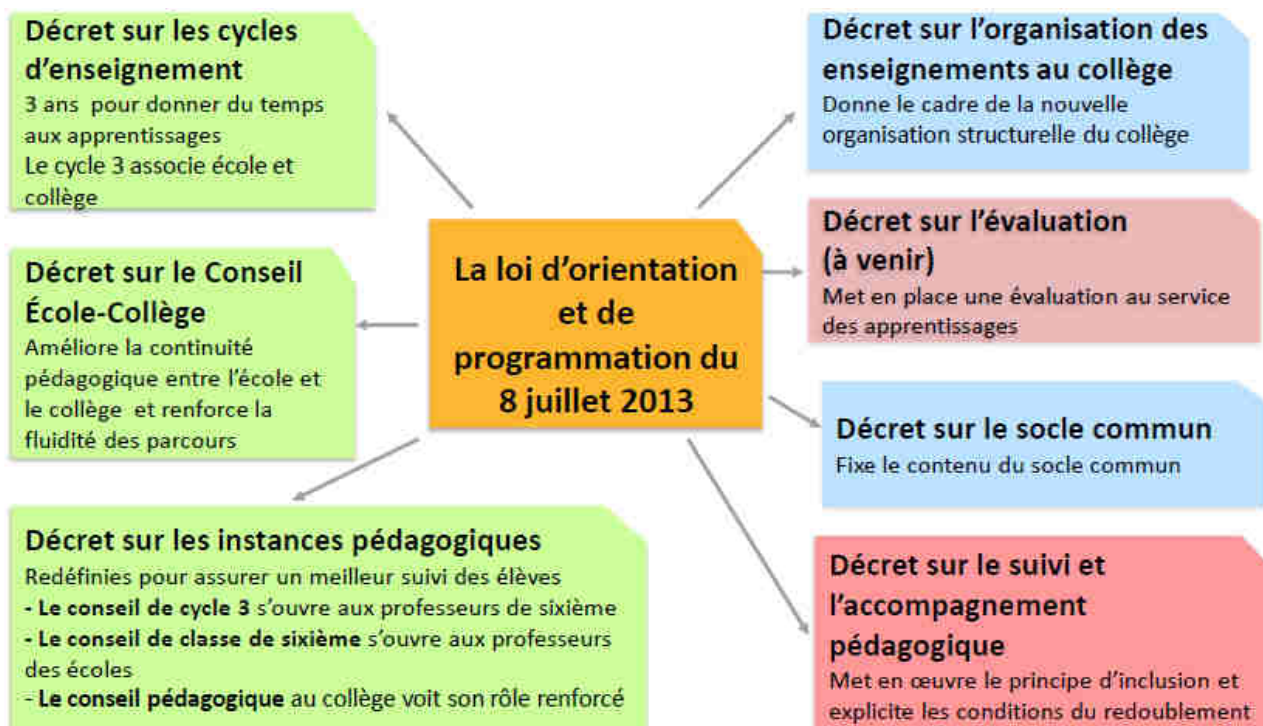 Décret sur les cycles
d'enseignement
3 ans pour donner du temps
aux apprentissages
Le cycle 3 associe école et
collège
Décret sur le Conseil
École-Collège
Améliore la continuité
pédagogique entre l'école et
le collège et renforce la
fluidité des parcours
Décret sur les instances pédagogiques
Redéfinies pour assurer un meilleur suivi des élèves
- Le conseil de cycle 3 s'ouvre aux professeurs de sixième
- Le conseil de classe de sixième s'ouvre aux professeurs
des écoles
- Le conseil pédagogique au collège voit son rôle renforcé
La loi d'orientation
et de
programmation du
8 juillet 2013
Décret sur l'organisation des
enseignements au collège
Donne le cadre de la nouvelle
organisation structurelle du collège
Décret sur l'évaluation
(à venir)
Met en place une évaluation au service
des apprentissages
Décret sur le socle commun
Fixe le contenu du socle commun
Décret sur le suivi et
l'accompagnement
pédagogique
Met en œuvre le principe d'inclusion et
explicite les conditions du redoublement